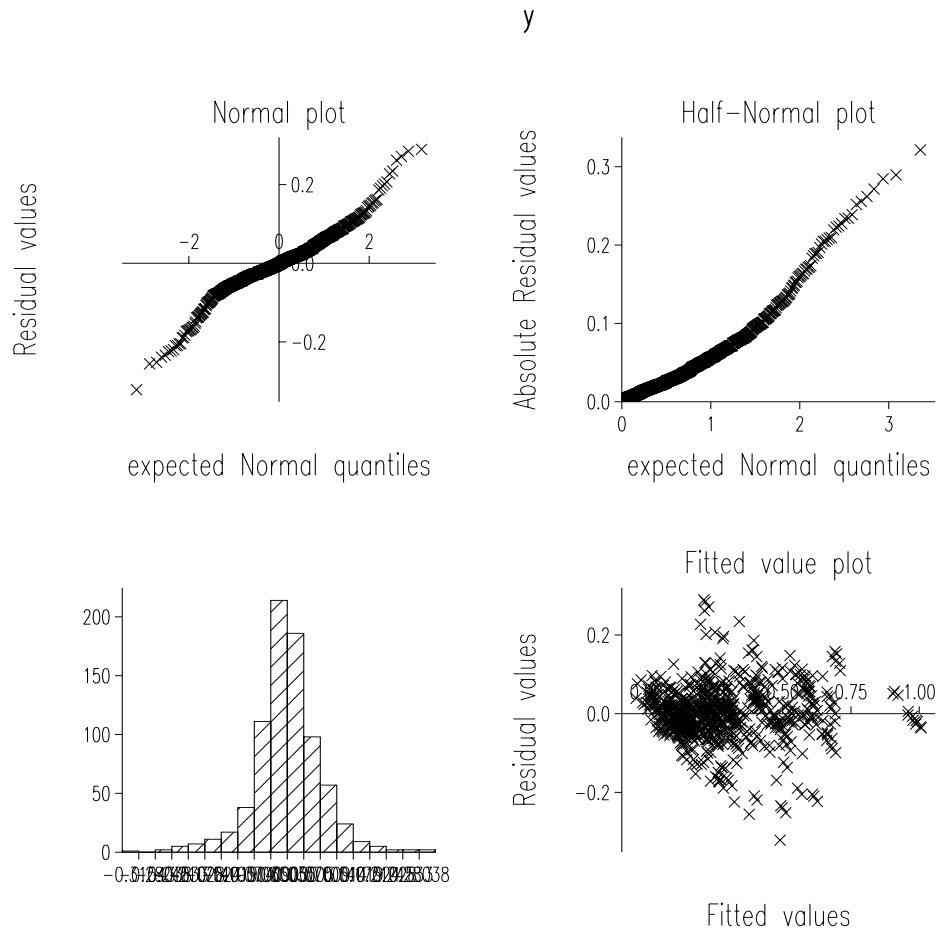 y
Normal plot
Half-Normal plot
Residual values
0.2
-2
0
2
0.0
-0.2
expected Normal quantiles
Absolute Residual values
0.3
0.2
0.1
0.0
0
1
2
3
expected Normal quantiles
200
150
100
50
0
Fitted value plot
Residual values
0.2
0.0
-0.2
0.75
1.00
Fitted values